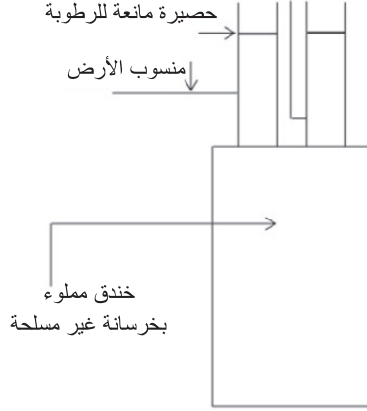 حصيرة مانعة للرطوبة
منسوب الأرض
خندق مملوء
بخرسانة غير مسلحة